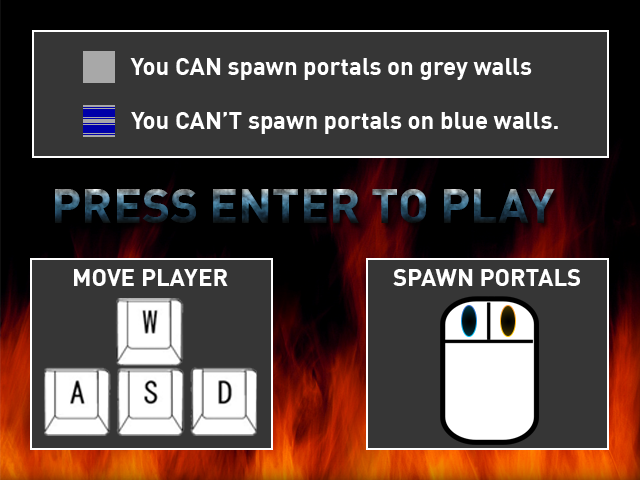 You CAN spawn portals on grey walls
You CAN'T spawn portals on blue walls.
PRESS ENTER TO PLAY
MOVE PLAYER
W
A S D
SPAWN PORTALS